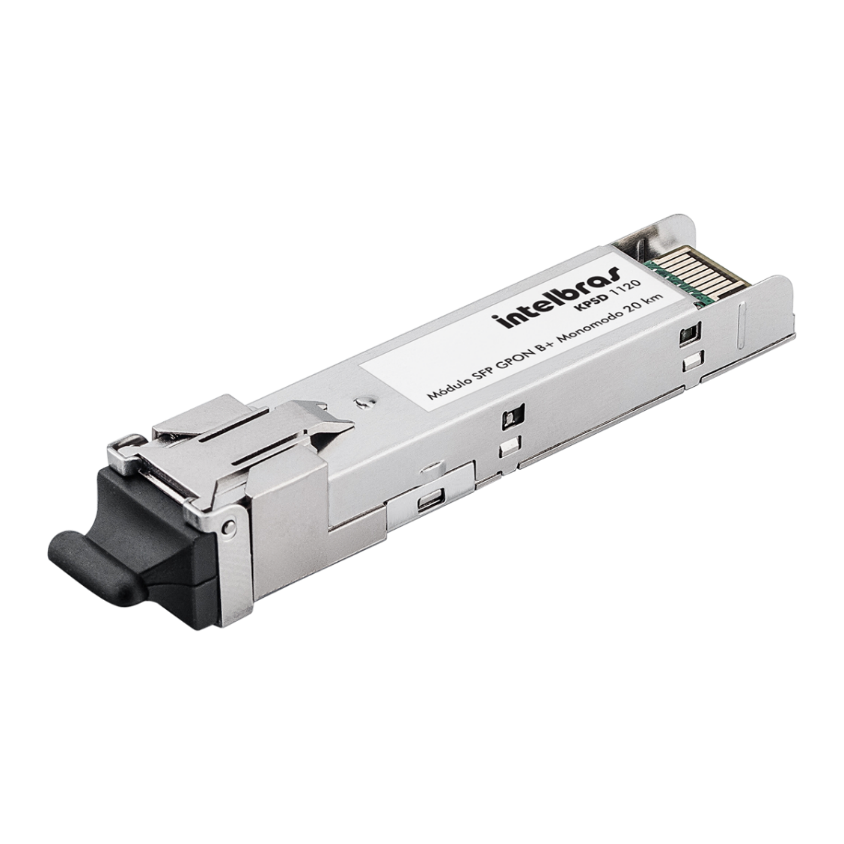 intelbras
KPSD 1120
Módulo SFP GPON B+ Monomodo 20 km